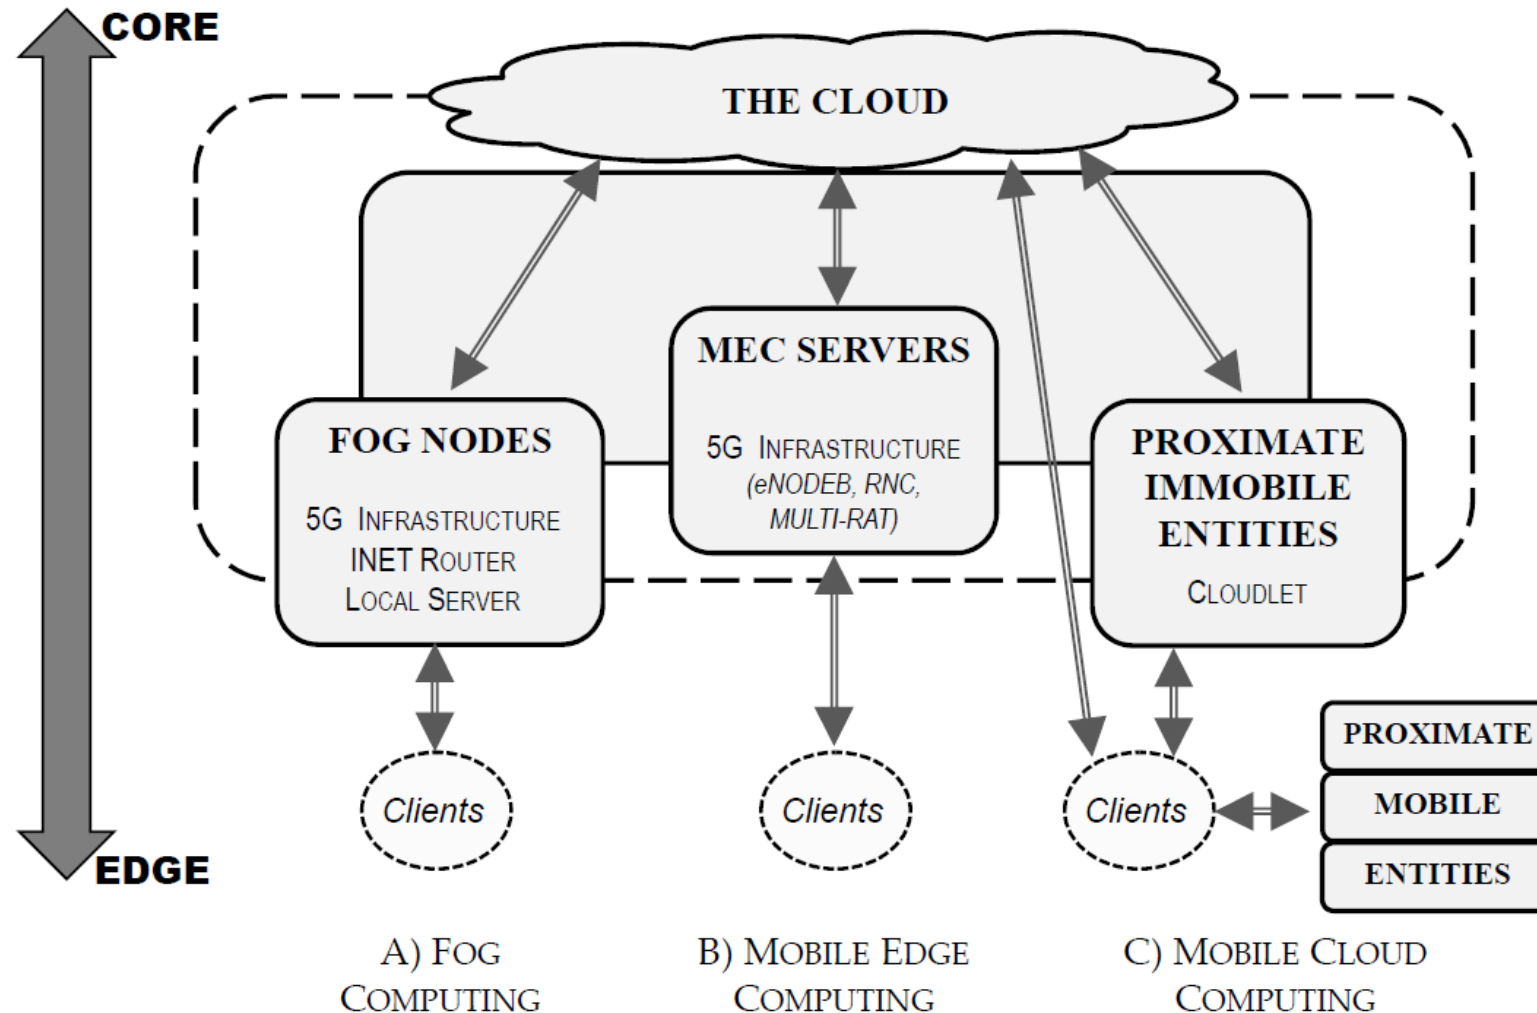 CORE
THE CLOUD
MEC SERVERS
5G INFRASTRUCTURE
(eNODEB, RNC,
MULTI-RAT)
FOG NODES
5G INFRASTRUCTURE
INET ROUTER
LOCAL SERVER
PROXIMATE
IMMOBILE
ENTITIES
CLOUDLET
Clients
Clients
Clients
PROXIMATE
MOBILE
ENTITIES
EDGE
A) FOG
COMPUTING
B) MOBILE EDGE
COMPUTING
C) MOBILE CLOUD
COMPUTING